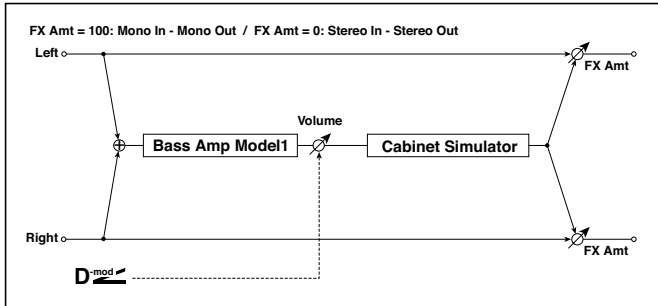 FX Amt = 100: Mono In - Mono Out / FX Amt = 0: Stereo In - Stereo Out
Left
FX Amt
Volume
Bass Amp Model1
Cabinet Simulator
Right
FX Amt
D-mod